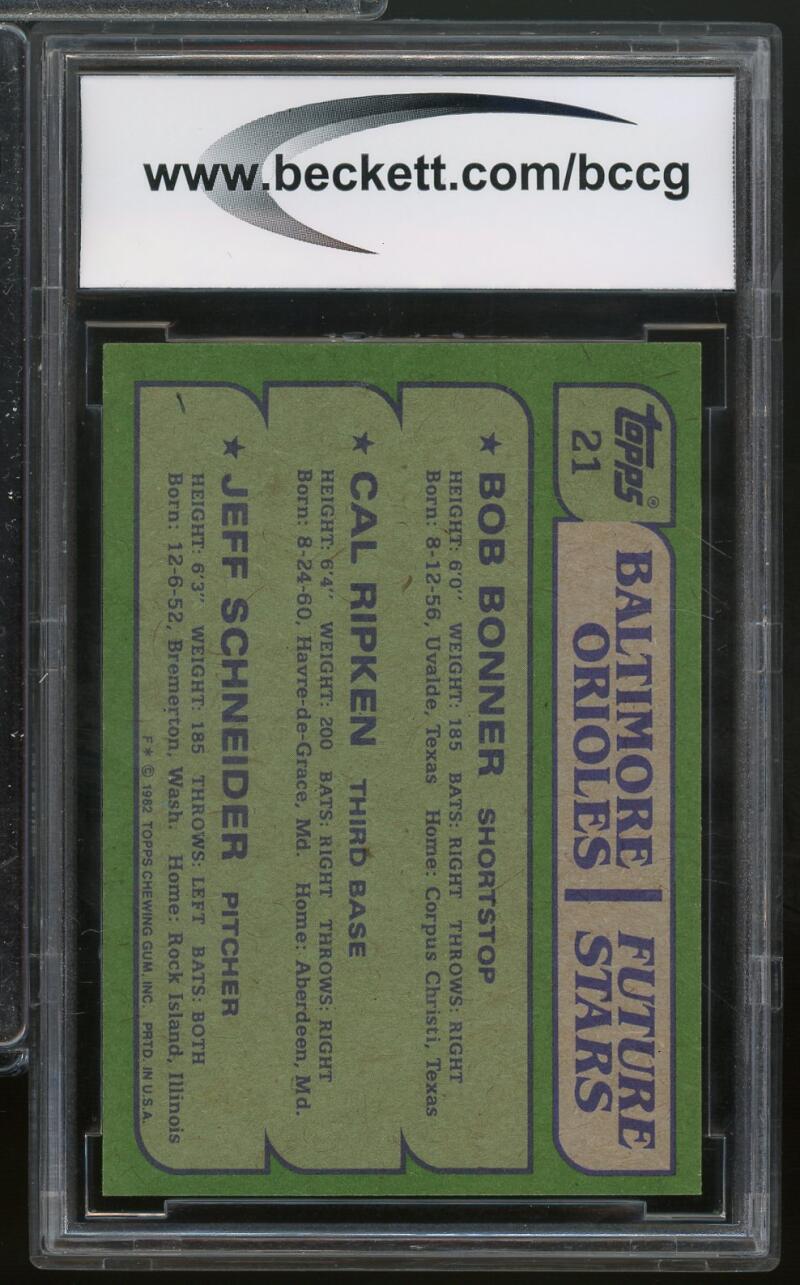 www.beckett.com/bccg
topps®
21
BALTIMORE
ORIOLES
FUTURE
STARS
★ BOB BONNER SHORTSTOP
HEIGHT: 6'0" WEIGHT: 185 BATS: RIGHT THROWS: RIGHT
Born: 8-12-56, Uvalde, Texas Home: Corpus Christi, Texas
★ CAL RIPKEN THIRD BASE
HEIGHT: 6'4" WEIGHT: 200 BATS: RIGHT THROWS: RIGHT
Born: 8-24-60, Havre-de-Grace, Md. Home: Aberdeen, Md.
★ JEFF SCHNEIDER PITCHER
HEIGHT: 6'3" WEIGHT: 185 THROWS: LEFT BATS: BOTH
Born: 12-6-52, Bremerton, Wash. Home: Rock Island, Illinois
F* © 1982 TOPPS CHEWING GUM, INC. PRTD. IN U.S.A.